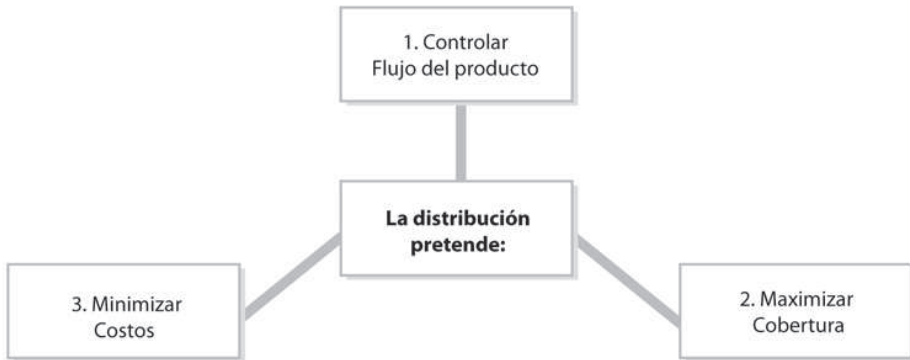 1. Controlar
Flujo del producto
La distribución
pretende:
3. Minimizar
Costos
2. Maximizar
Cobertura